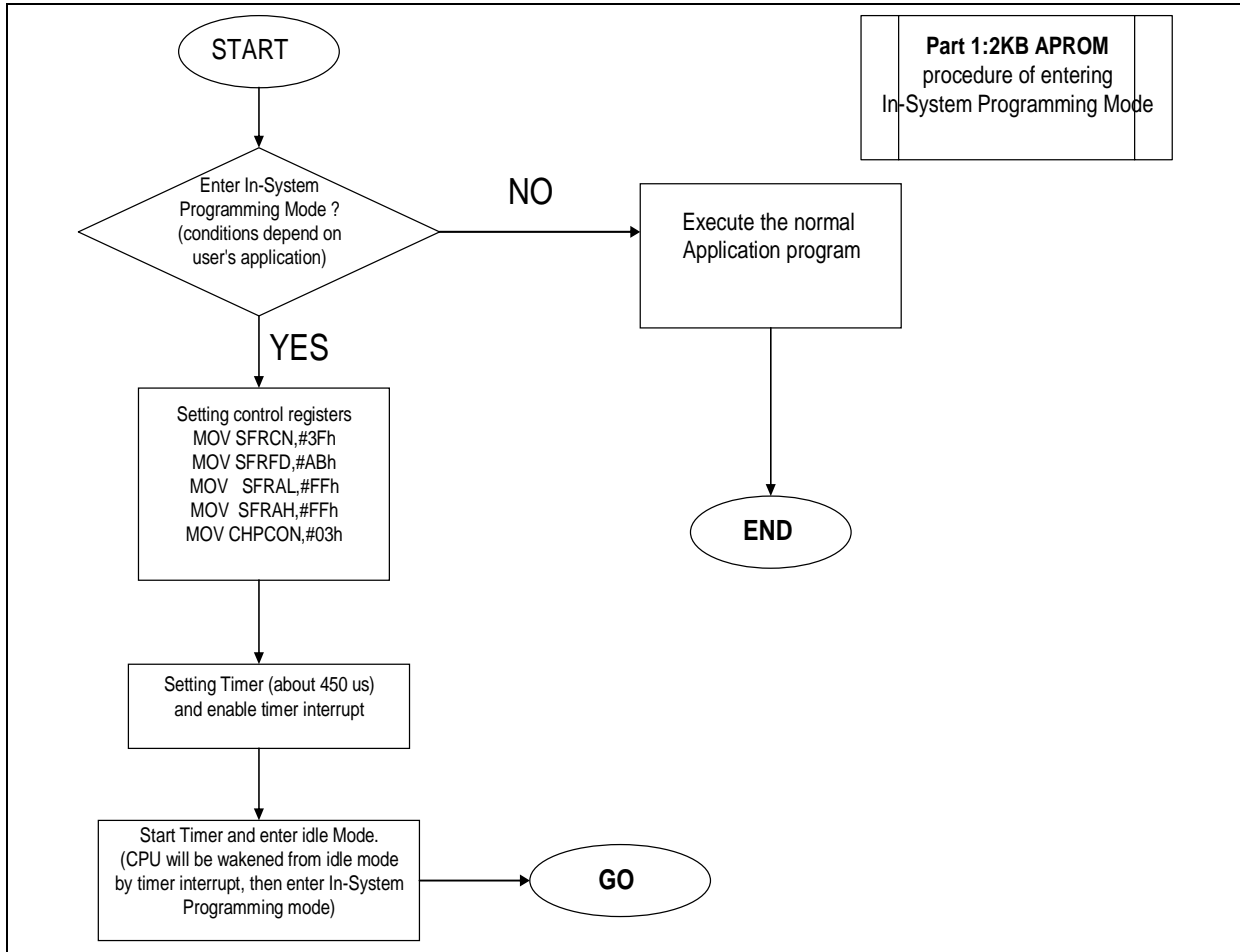 START
Part 1:2KB APROM
procedure of entering
In-System Programming Mode
Enter In-System
Programming Mode ?
(conditions depend on
user's application)
NO
Execute the normal
Application program
YES
Setting control registers
MOV SFRCN,#3Fh
MOV SFRFD,#ABh
MOV SFRAL,#FFh
MOV SFRAH,#FFh
MOV CHPCON,#03h
END
Setting Timer (about 450 us)
and enable timer interrupt
Start Timer and enter idle Mode.
(CPU will be wakened from idle mode
by timer interrupt, then enter In-System
Programming mode)
GO